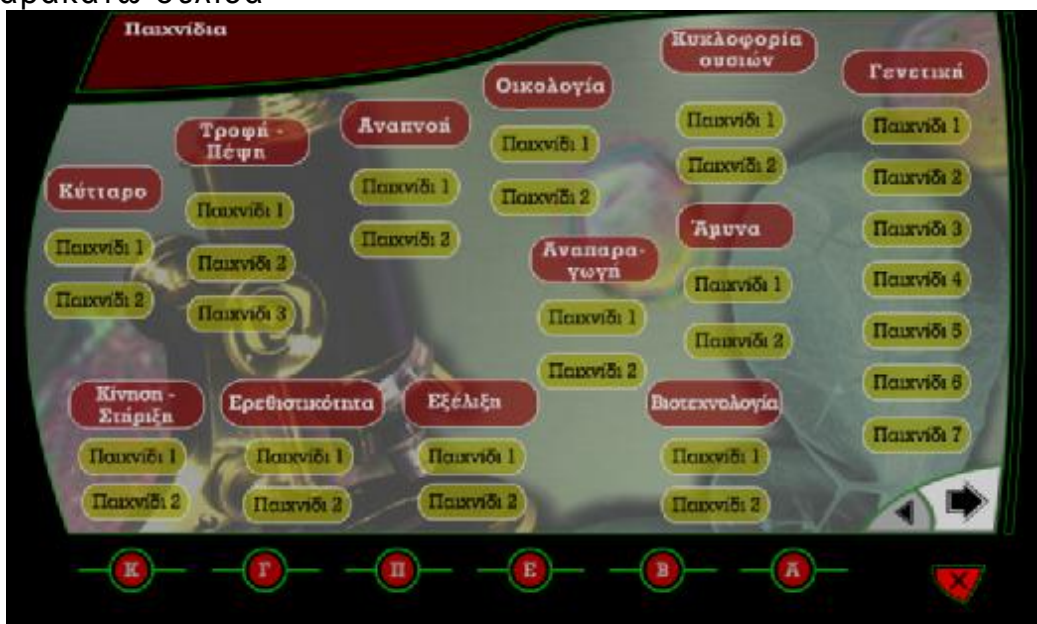 Παιχνίδια
Κύτταρο
Παιχνίδι 1
Παιχνίδι 2
Τροφή -
Πέψη
Παιχνίδι 1
Παιχνίδι 2
Παιχνίδι 3
Αναπνοή
Παιχνίδι 1
Παιχνίδι 2
Οικολογία
Παιχνίδι 1
Παιχνίδι 2
Κυκλοφορία
ουσιών
Παιχνίδι 1
Παιχνίδι 2
Γενετική
Παιχνίδι 1
Παιχνίδι 2
Παιχνίδι 3
Παιχνίδι 4
Παιχνίδι 5
Παιχνίδι 6
Παιχνίδι 7
Αναπαρα-
γωγή
Παιχνίδι 1
Παιχνίδι 2
Άμυνα
Παιχνίδι 1
Παιχνίδι 2
Κίνηση -
Στήριξη
Παιχνίδι 1
Παιχνίδι 2
Ερεθιστικότητα
Παιχνίδι 1
Παιχνίδι 2
Εξέλιξη
Παιχνίδι 1
Παιχνίδι 2
Βιοτεχνολογία
Παιχνίδι 1
Παιχνίδι 2
Κ Γ Π Ε Β Α